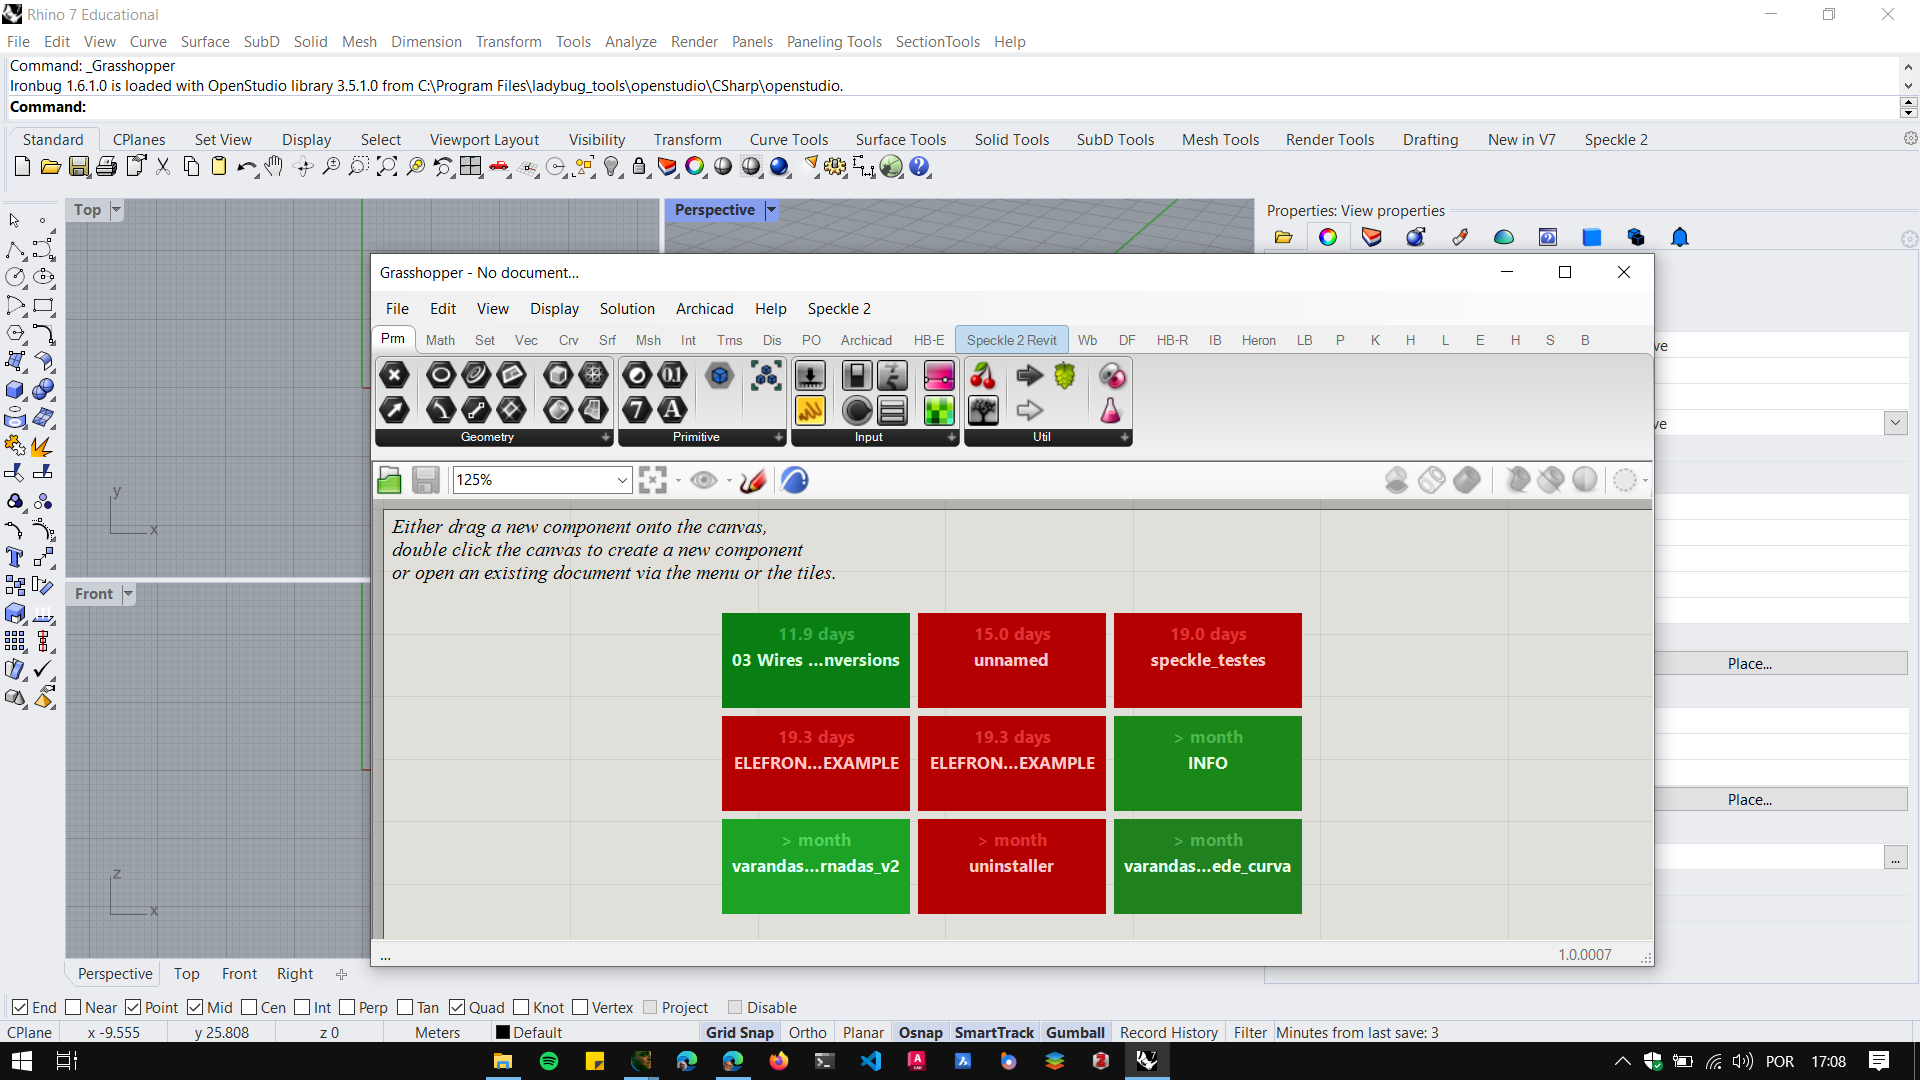 Rhino 7 Educational
File Edit View Curve Surface SubD Solid Mesh Dimension Transform Tools Analyze Render Panels Paneling Tools SectionTools Help
Command: _Grasshopper
Ironbug 1.6.1.0 is loaded with OpenStudio library 3.5.1.0 from C:\Program Files\ladybug_tools\openstudio\CSharp\openstudio.
Command:
Standard CPlanes Set View Display Select Viewport Layout Visibility Transform Curve Tools Surface Tools Solid Tools SubD Tools Mesh Tools Render Tools Drafting New in V7 Speckle 2
Top
Perspective
Properties: View properties
Grasshopper - No document...
File Edit View Display Solution Archicad Help Speckle 2
Prm Math Set Vec Crv Srf Msh Int Trns Dis PO Archicad HB-E Speckle 2 Revit Wb DF HB-R IB Heron LB P K H L E H S B
ve
ve
Geometry Primitive Input Util
125%
Either drag a new component onto the canvas,
double click the canvas to create a new component
or open an existing document via the menu or the tiles.
11.9 days
03 Wires ...nversions
15.0 days
unnamed
19.0 days
speckle_testes
19.3 days
ELEFRON...EXAMPLE
19.3 days
ELEFRON...EXAMPLE
> month
INFO
> month
varandas...rnadas_v2
> month
uninstaller
> month
varandas...ede_curva
Place...
Place...
...
...
1.0.0007
y
x
Front
z
x
Perspective Top Front Right
End Near Point Mid Cen Int Perp Tan Quad Knot Vertex Project Disable
CPlane x -9.555 y 25.808 z 0 Meters Default Grid Snap Ortho Planar Osnap SmartTrack Gumball Record History Filter Minutes from last save: 3
POR 17:08